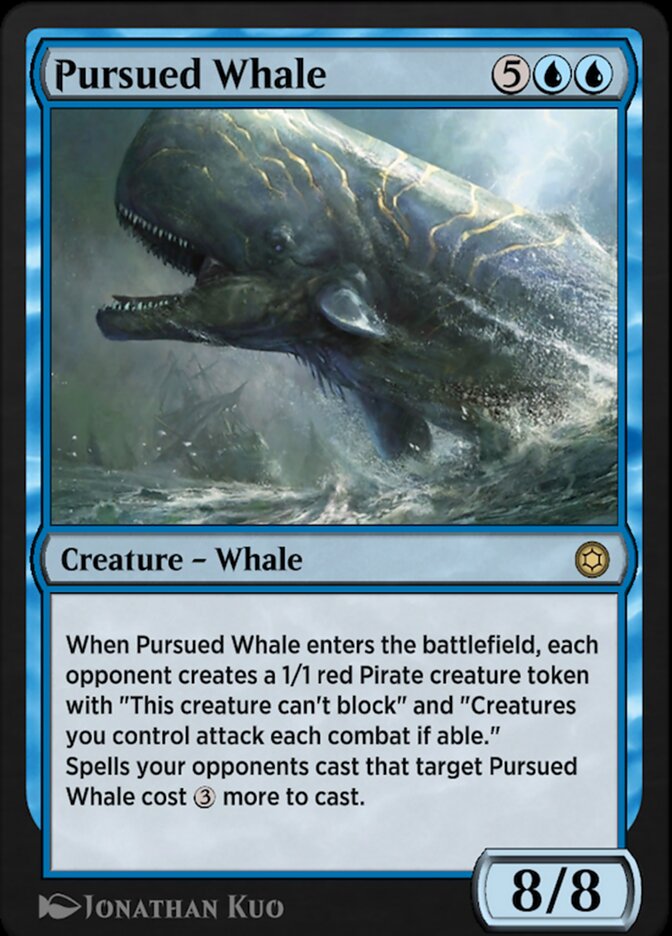 Pursued Whale
5
Creature – Whale
When Pursued Whale enters the battlefield, each
opponent creates a 1/1 red Pirate creature token
with "This creature can't block" and "Creatures
you control attack each combat if able."
Spells your opponents cast that target Pursued
Whale cost 3 more to cast.
8/8
Jonathan Kuo